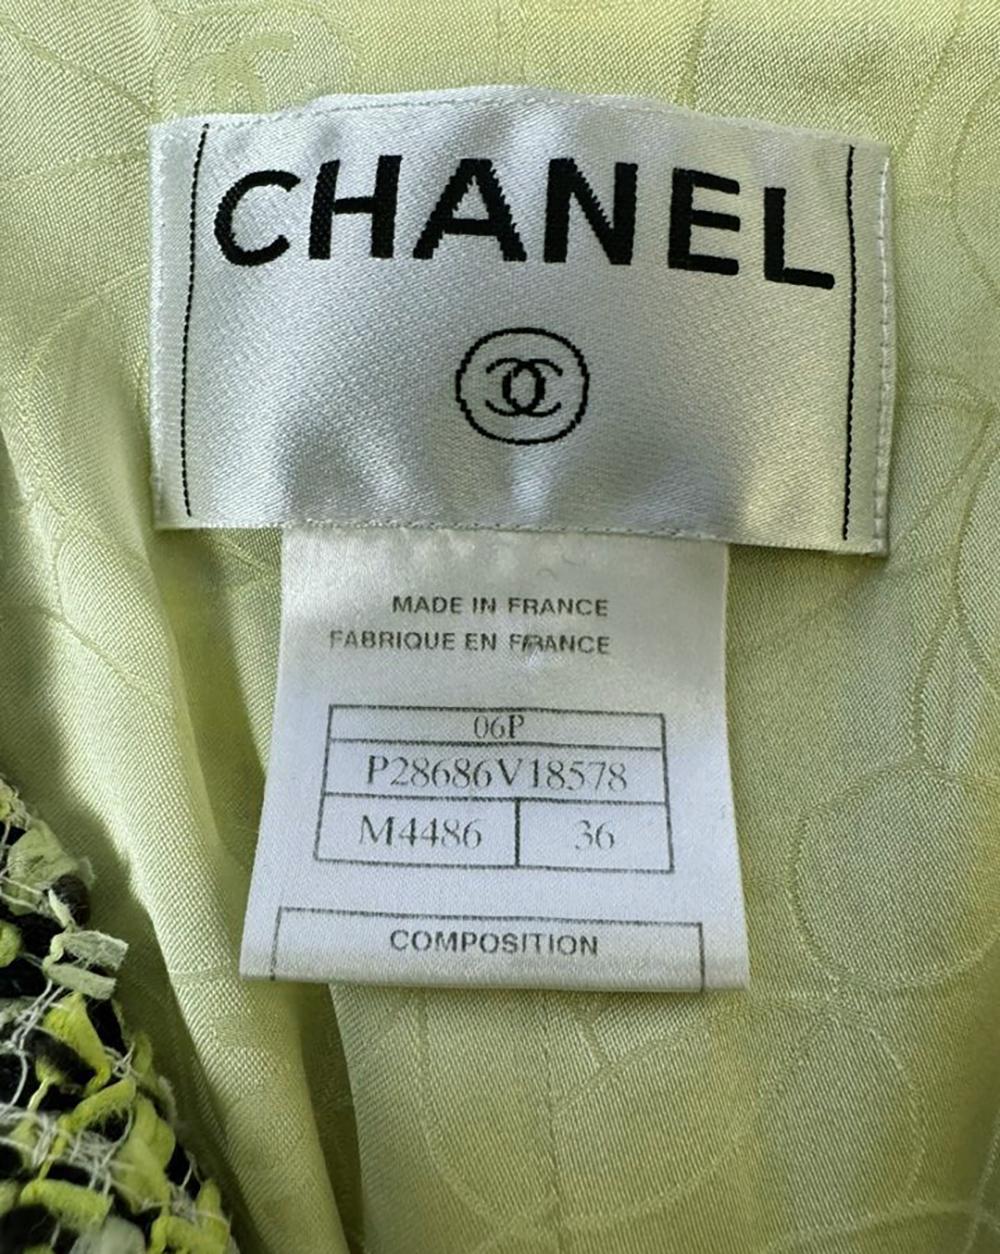 CHANEL
MADE IN FRANCE
FABRIQUE EN FRANCE
06P
P28686V18578
M4486 36
COMPOSITION